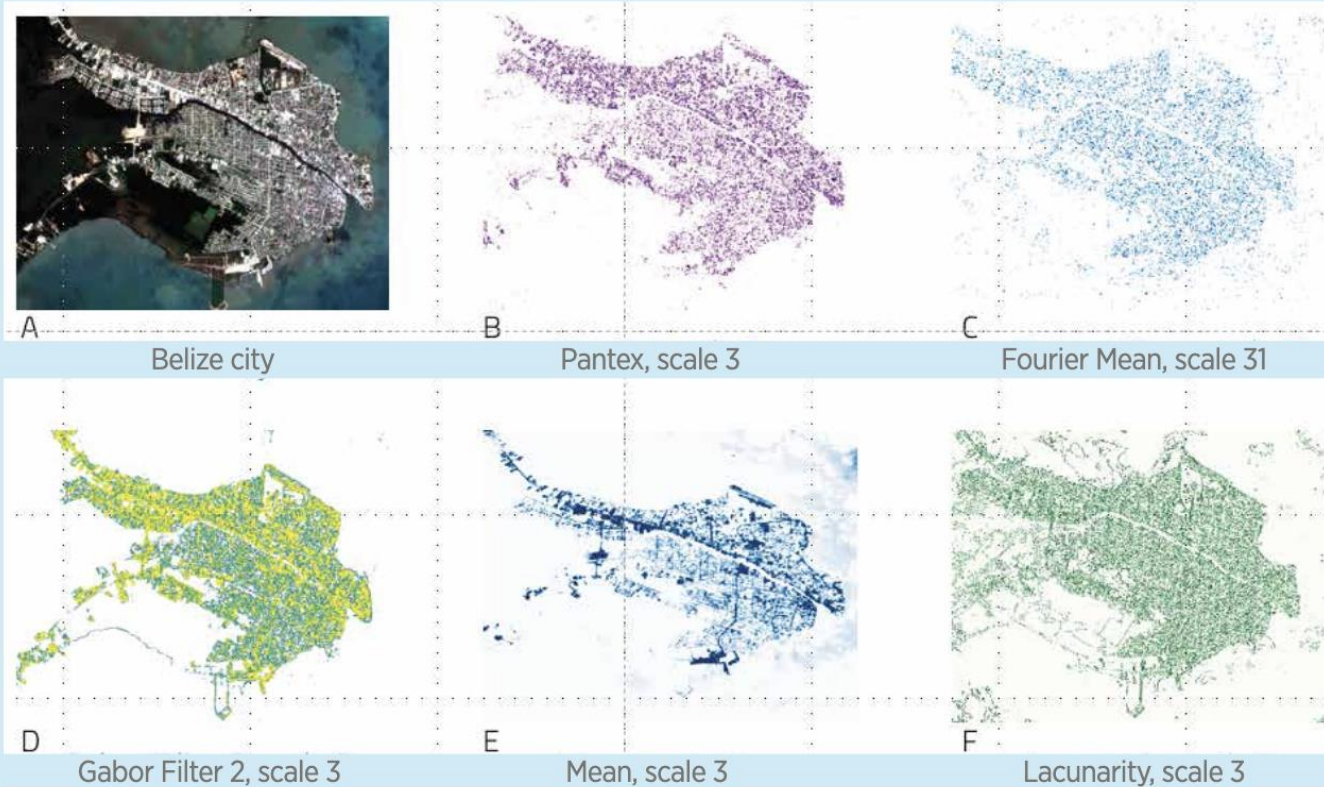 A
B
C
Belize city
Pantex, scale 3
Fourier Mean, scale 31
D
E
F
Gabor Filter 2, scale 3
Mean, scale 3
Lacunarity, scale 3